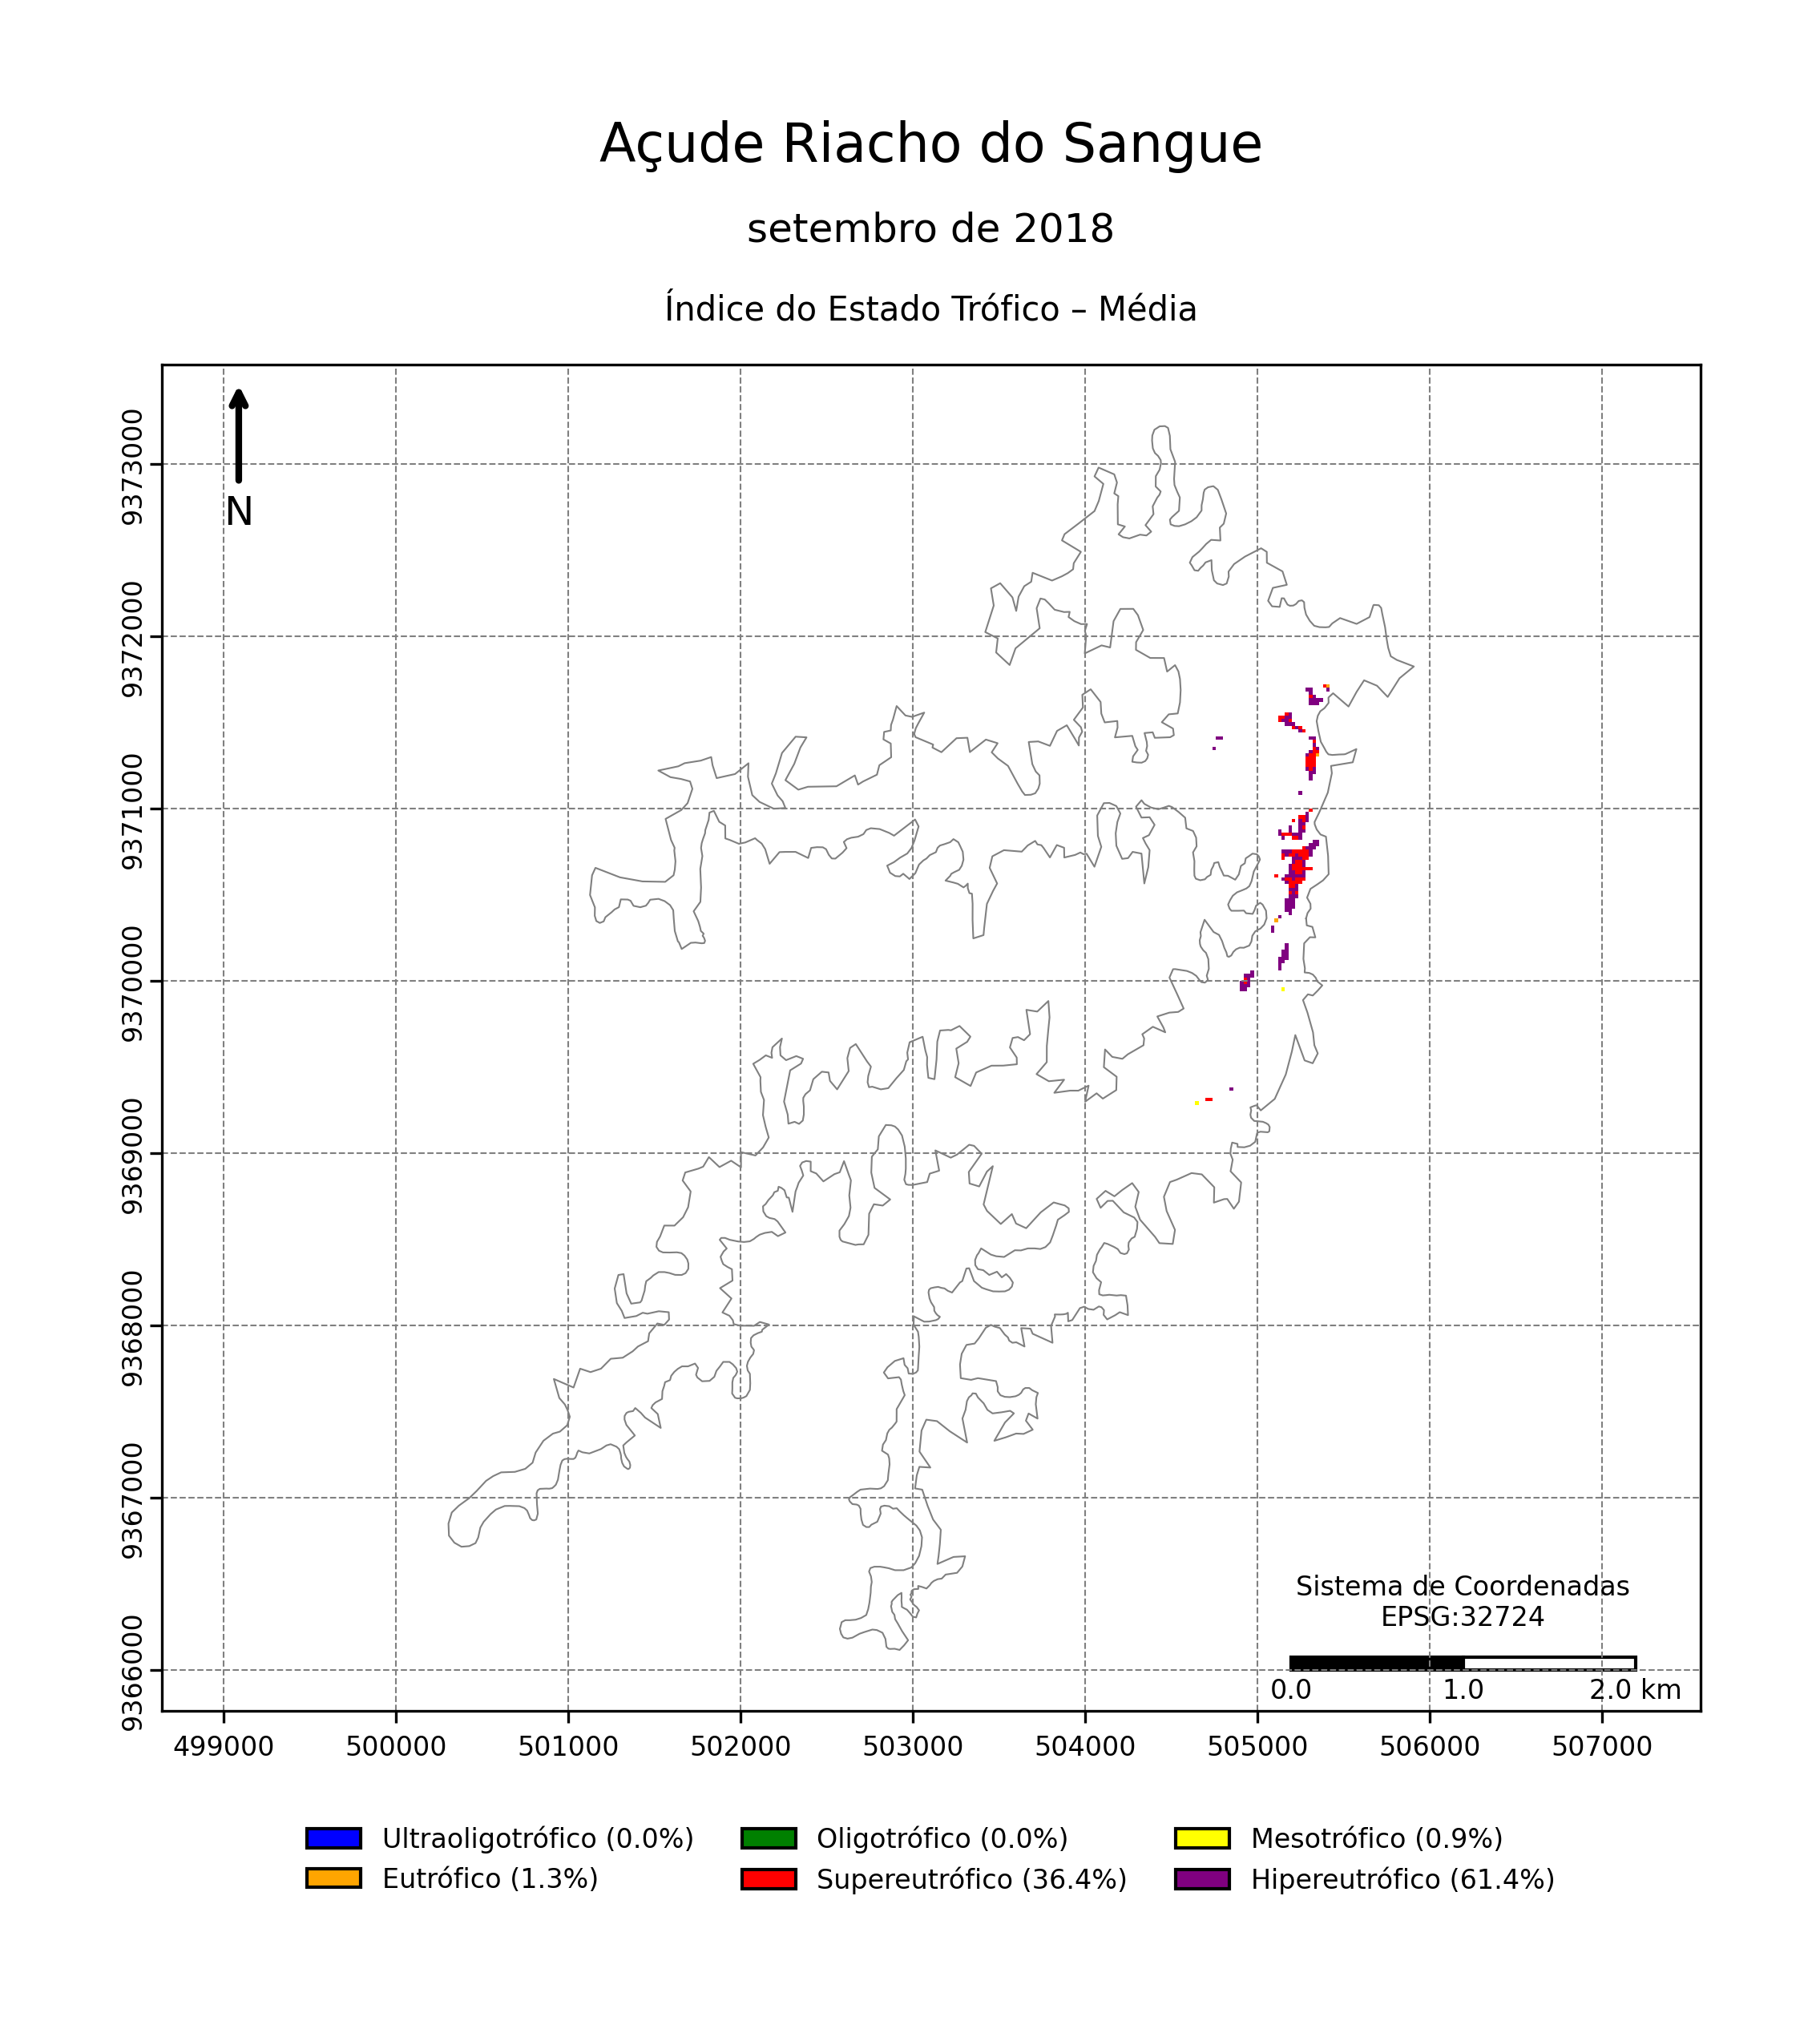 Açude Riacho do Sangue
setembro de 2018
Índice do Estado Trófico – Média
N
9373000
9372000
9371000
9370000
9369000
9368000
9367000
9366000
Sistema de Coordenadas
EPSG:32724
0.0 1.0 2.0 km
499000 500000 501000 502000 503000 504000 505000 506000 507000
Ultraoligotrófico (0.0%) Oligotrófico (0.0%) Mesotrófico (0.9%)
Eutrófico (1.3%) Supereutrófico (36.4%) Hipereutrófico (61.4%)